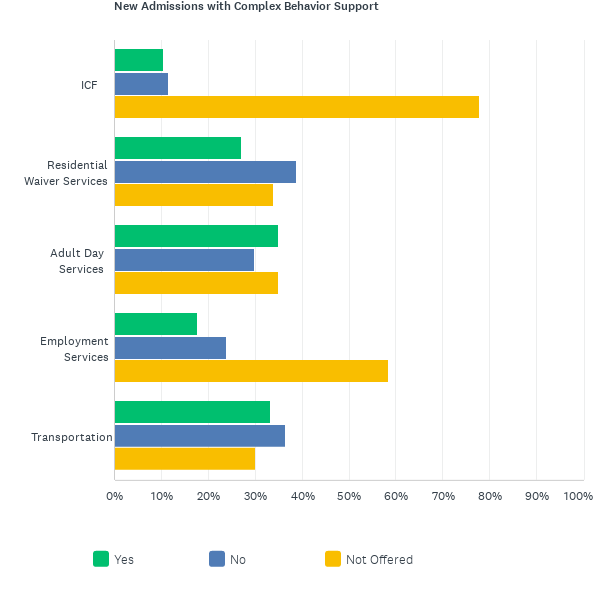 New Admissions with Complex Behavior Support
ICF
Residential
Waiver Services
Adult Day
Services
Employment
Services
Transportation
0% 10% 20% 30% 40% 50% 60% 70% 80% 90% 100%
Yes No Not Offered